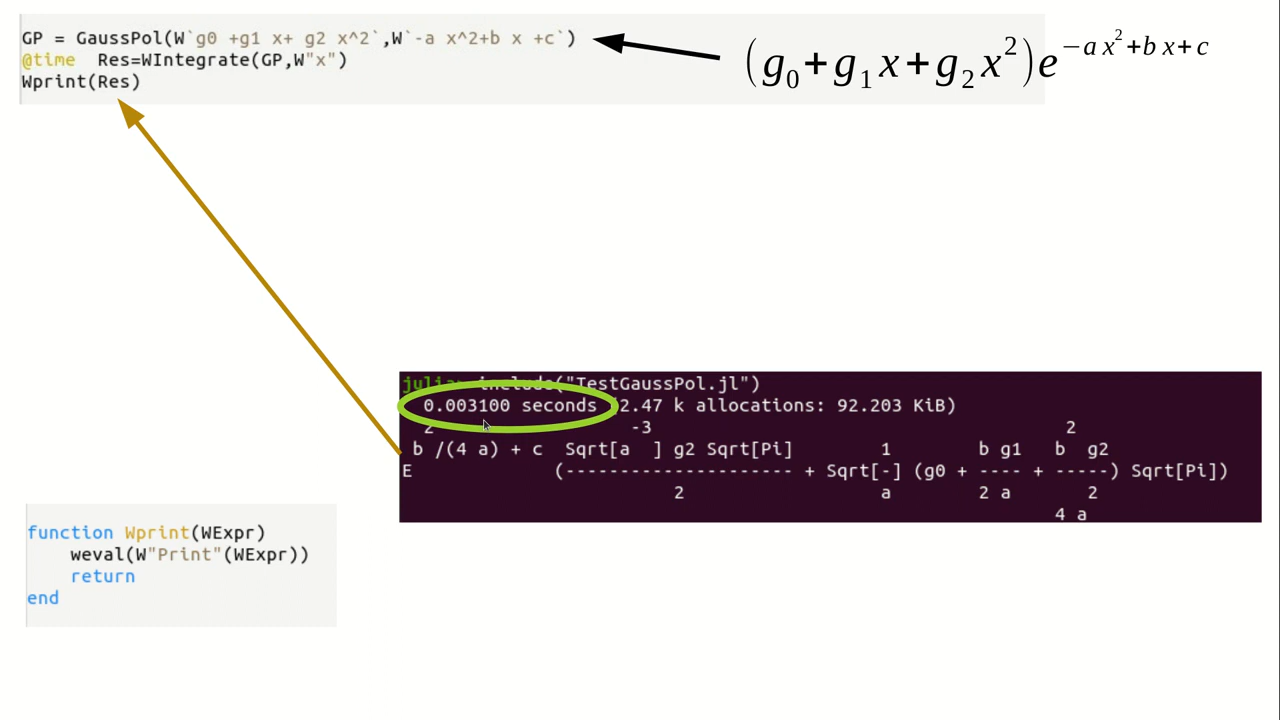 GP = GaussPol(W`g0 +g1 x+ g2 x^2`,W`-a x^2+b x +c`)
@time  Res=WIntegrate(GP,W"x")
Wprint(Res)
(g₀+g₁x+g₂x²)e^(−a x²+b x+c)
julia> include("TestGaussPol.jl")
  0.003100 seconds (2.47 k allocations: 92.203 KiB)
  2                  -3                                       2
 b /(4 a) + c  Sqrt[a  ] g2 Sqrt[Pi]        1        b g1   b  g2
E             (--------------------- + Sqrt[-] (g0 + ---- + -----) Sqrt[Pi])
                         2                  a        2 a       2
                                                            4 a
function Wprint(WExpr)
    weval(W"Print"(WExpr))
    return
end